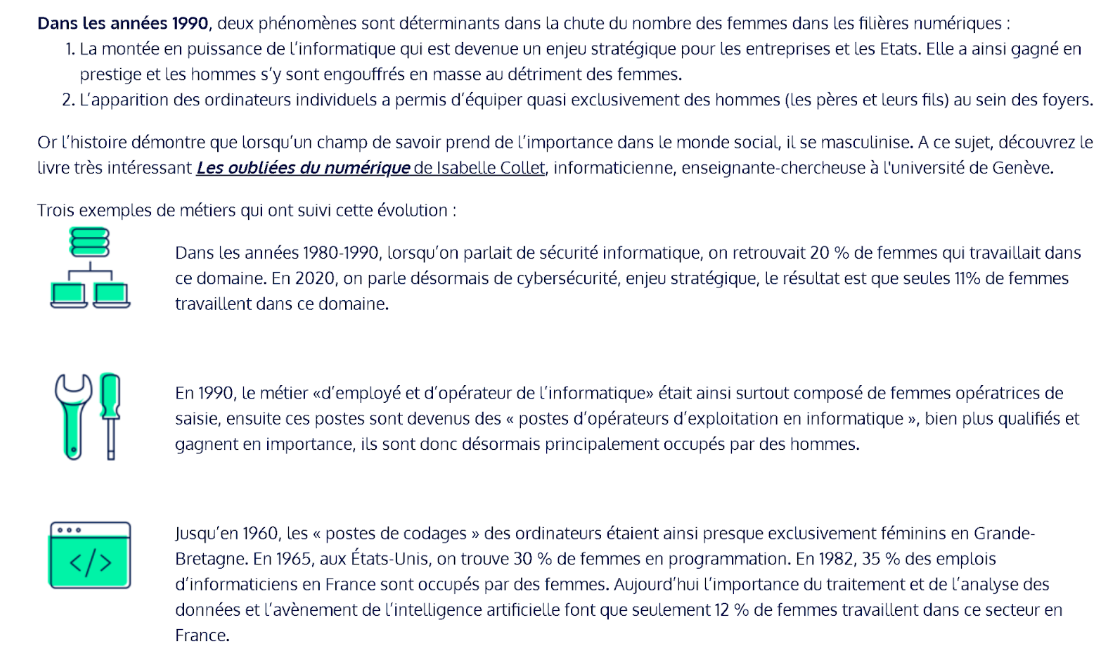 Dans les années 1990, deux phénomènes sont déterminants dans la chute du nombre des femmes dans les filières numériques :
1. La montée en puissance de l'informatique qui est devenue un enjeu stratégique pour les entreprises et les Etats. Elle a ainsi gagné en
prestige et les hommes s'y sont engouffrés en masse au détriment des femmes.
2. L'apparition des ordinateurs individuels a permis d'équiper quasi exclusivement des hommes (les pères et leurs fils) au sein des foyers.
Or l'histoire démontre que lorsqu'un champ de savoir prend de l'importance dans le monde social, il se masculinise. A ce sujet, découvrez le
livre très intéressant Les oubliées du numérique de Isabelle Collet, informaticienne, enseignante-chercheuse à l'université de Genève.
Trois exemples de métiers qui ont suivi cette évolution :
Dans les années 1980-1990, lorsqu'on parlait de sécurité informatique, on retrouvait 20 % de femmes qui travaillait dans
ce domaine. En 2020, on parle désormais de cybersécurité, enjeu stratégique, le résultat est que seules 11% de femmes
travaillent dans ce domaine.
En 1990, le métier «d'employé et d'opérateur de l'informatique» était ainsi surtout composé de femmes opératrices de
saisie, ensuite ces postes sont devenus des « postes d'opérateurs d'exploitation en informatique », bien plus qualifiés et
gagnent en importance, ils sont donc désormais principalement occupés par des hommes.
</>
Jusqu'en 1960, les « postes de codages » des ordinateurs étaient ainsi presque exclusivement féminins en Grande-
Bretagne. En 1965, aux États-Unis, on trouve 30 % de femmes en programmation. En 1982, 35 % des emplois
d'informaticiens en France sont occupés par des femmes. Aujourd'hui l'importance du traitement et de l'analyse des
données et l'avènement de l'intelligence artificielle font que seulement 12 % de femmes travaillent dans ce secteur en
France.